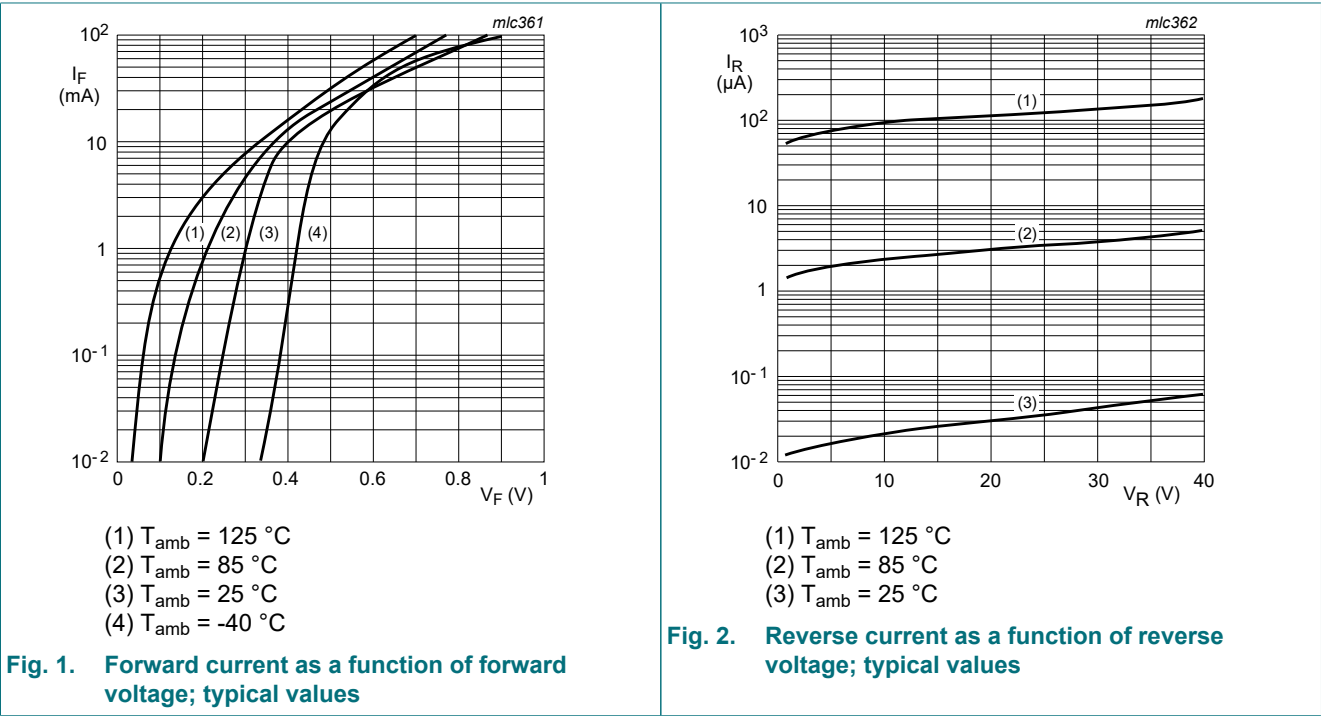 mlc361
10²
I_F
(mA)
10
1
10⁻¹
10⁻²
(1)
(2)
(3)
(4)
0
0.2
0.4
0.6
0.8
1
V_F (V)
(1) T_amb = 125 °C
(2) T_amb = 85 °C
(3) T_amb = 25 °C
(4) T_amb = -40 °C
Fig. 1. Forward current as a function of forward
voltage; typical values
mlc362
10³
I_R
(µA)
10²
10
1
10⁻¹
10⁻²
(1)
(2)
(3)
0
10
20
30
40
V_R (V)
(1) T_amb = 125 °C
(2) T_amb = 85 °C
(3) T_amb = 25 °C
Fig. 2. Reverse current as a function of reverse
voltage; typical values